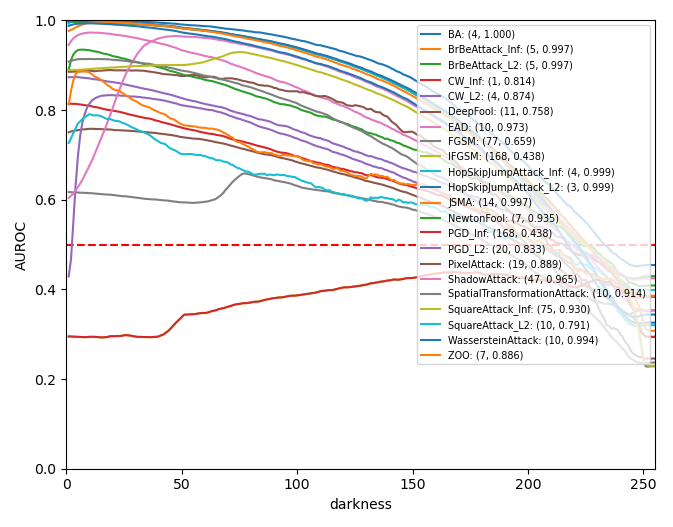 1.0
0.8
0.6
0.4
0.2
0.0
AUROC
0
50
100
150
200
250
darkness
BA: (4, 1.000)
BrBeAttack_Inf: (5, 0.997)
BrBeAttack_L2: (5, 0.997)
CW_Inf: (1, 0.814)
CW_L2: (4, 0.874)
DeepFool: (11, 0.758)
EAD: (10, 0.973)
FGSM: (77, 0.659)
IFGSM: (168, 0.438)
HopSkipJumpAttack_Inf: (4, 0.999)
HopSkipJumpAttack_L2: (3, 0.999)
JSMA: (14, 0.997)
NewtonFool: (7, 0.935)
PGD_Inf: (168, 0.438)
PGD_L2: (20, 0.833)
PixelAttack: (19, 0.889)
ShadowAttack: (47, 0.965)
SpatialTransformationAttack: (10, 0.914)
SquareAttack_Inf: (75, 0.930)
SquareAttack_L2: (10, 0.791)
WassersteinAttack: (10, 0.994)
ZOO: (7, 0.886)